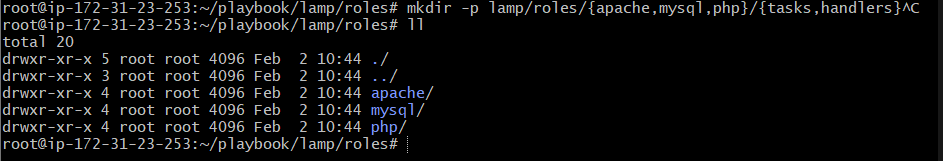 root@ip-172-31-23-253:~/playbook/lamp/roles# mkdir -p lamp/roles/{apache,mysql,php}/{tasks,handlers}^C
root@ip-172-31-23-253:~/playbook/lamp/roles# ll
total 20
drwxr-xr-x 5 root root 4096 Feb  2 10:44 ./
drwxr-xr-x 3 root root 4096 Feb  2 10:44 ../
drwxr-xr-x 4 root root 4096 Feb  2 10:44 apache/
drwxr-xr-x 4 root root 4096 Feb  2 10:44 mysql/
drwxr-xr-x 4 root root 4096 Feb  2 10:44 php/
root@ip-172-31-23-253:~/playbook/lamp/roles#